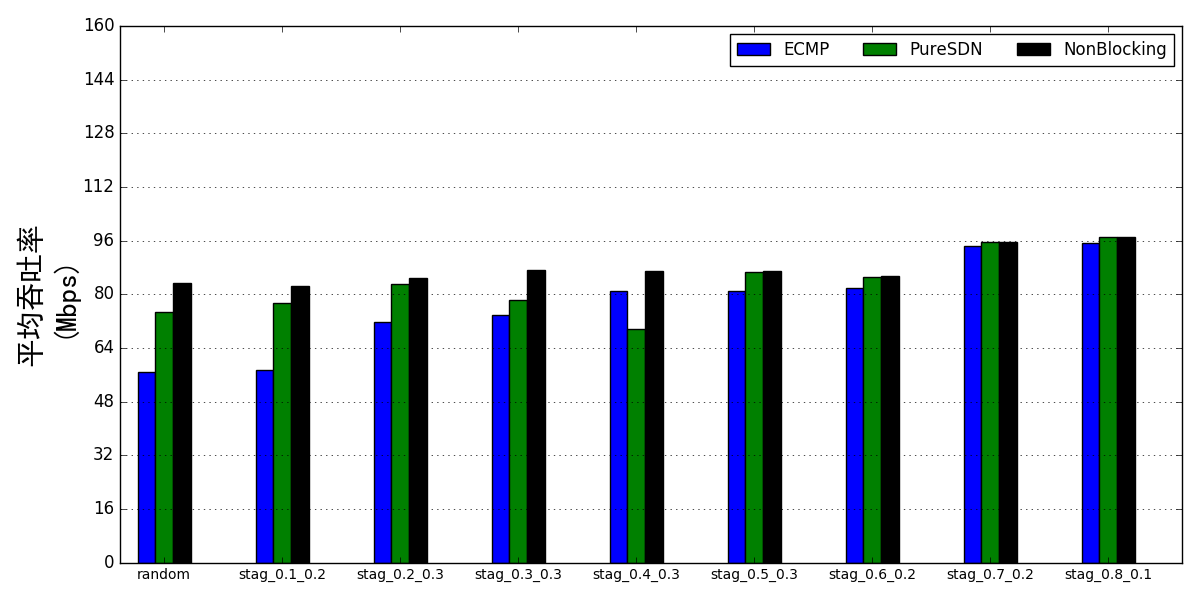 160
144
128
112
96
80
64
48
32
16
0
平均吞吐率
(Mbps)
ECMP PureSDN NonBlocking
random stag_0.1_0.2 stag_0.2_0.3 stag_0.3_0.3 stag_0.4_0.3 stag_0.5_0.3 stag_0.6_0.2 stag_0.7_0.2 stag_0.8_0.1